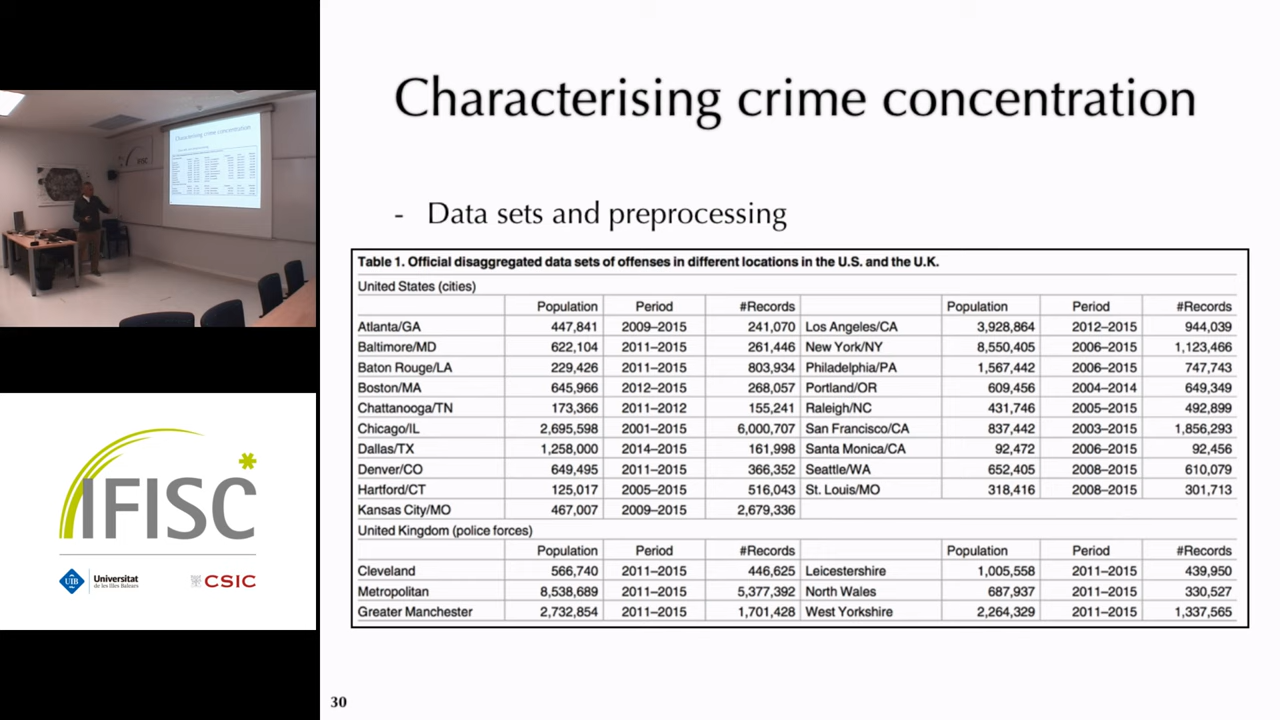 Characterising crime concentration
- Data sets and preprocessing
Table 1. Official disaggregated data sets of offenses in different locations in the U.S. and the U.K.
United States (cities)
Population Period #Records Population Period #Records
Atlanta/GA 447,841 2009–2015 241,070 Los Angeles/CA 3,928,864 2012–2015 944,039
Baltimore/MD 622,104 2011–2015 261,446 New York/NY 8,550,405 2006–2015 1,123,466
Baton Rouge/LA 229,426 2011–2015 803,934 Philadelphia/PA 1,567,442 2006–2015 747,743
Boston/MA 645,966 2012–2015 268,057 Portland/OR 609,456 2004–2014 649,349
Chattanooga/TN 173,366 2011–2012 155,241 Raleigh/NC 431,746 2005–2015 492,899
Chicago/IL 2,695,598 2001–2015 6,000,707 San Francisco/CA 837,442 2003–2015 1,856,293
Dallas/TX 1,258,000 2014–2015 161,998 Santa Monica/CA 92,472 2006–2015 92,456
Denver/CO 649,495 2011–2015 366,352 Seattle/WA 652,405 2008–2015 610,079
Hartford/CT 125,017 2005–2015 516,043 St. Louis/MO 318,416 2008–2015 301,713
Kansas City/MO 467,007 2009–2015 2,679,336
United Kingdom (police forces)
Population Period #Records Population Period #Records
Cleveland 566,740 2011–2015 446,625 Leicestershire 1,005,558 2011–2015 439,950
Metropolitan 8,538,689 2011–2015 5,377,392 North Wales 687,937 2011–2015 330,527
Greater Manchester 2,732,854 2011–2015 1,701,428 West Yorkshire 2,264,329 2011–2015 1,337,565
30
IFISC
UIB Universitat
de les Illes Balears
CSIC
Characterising crime concentration